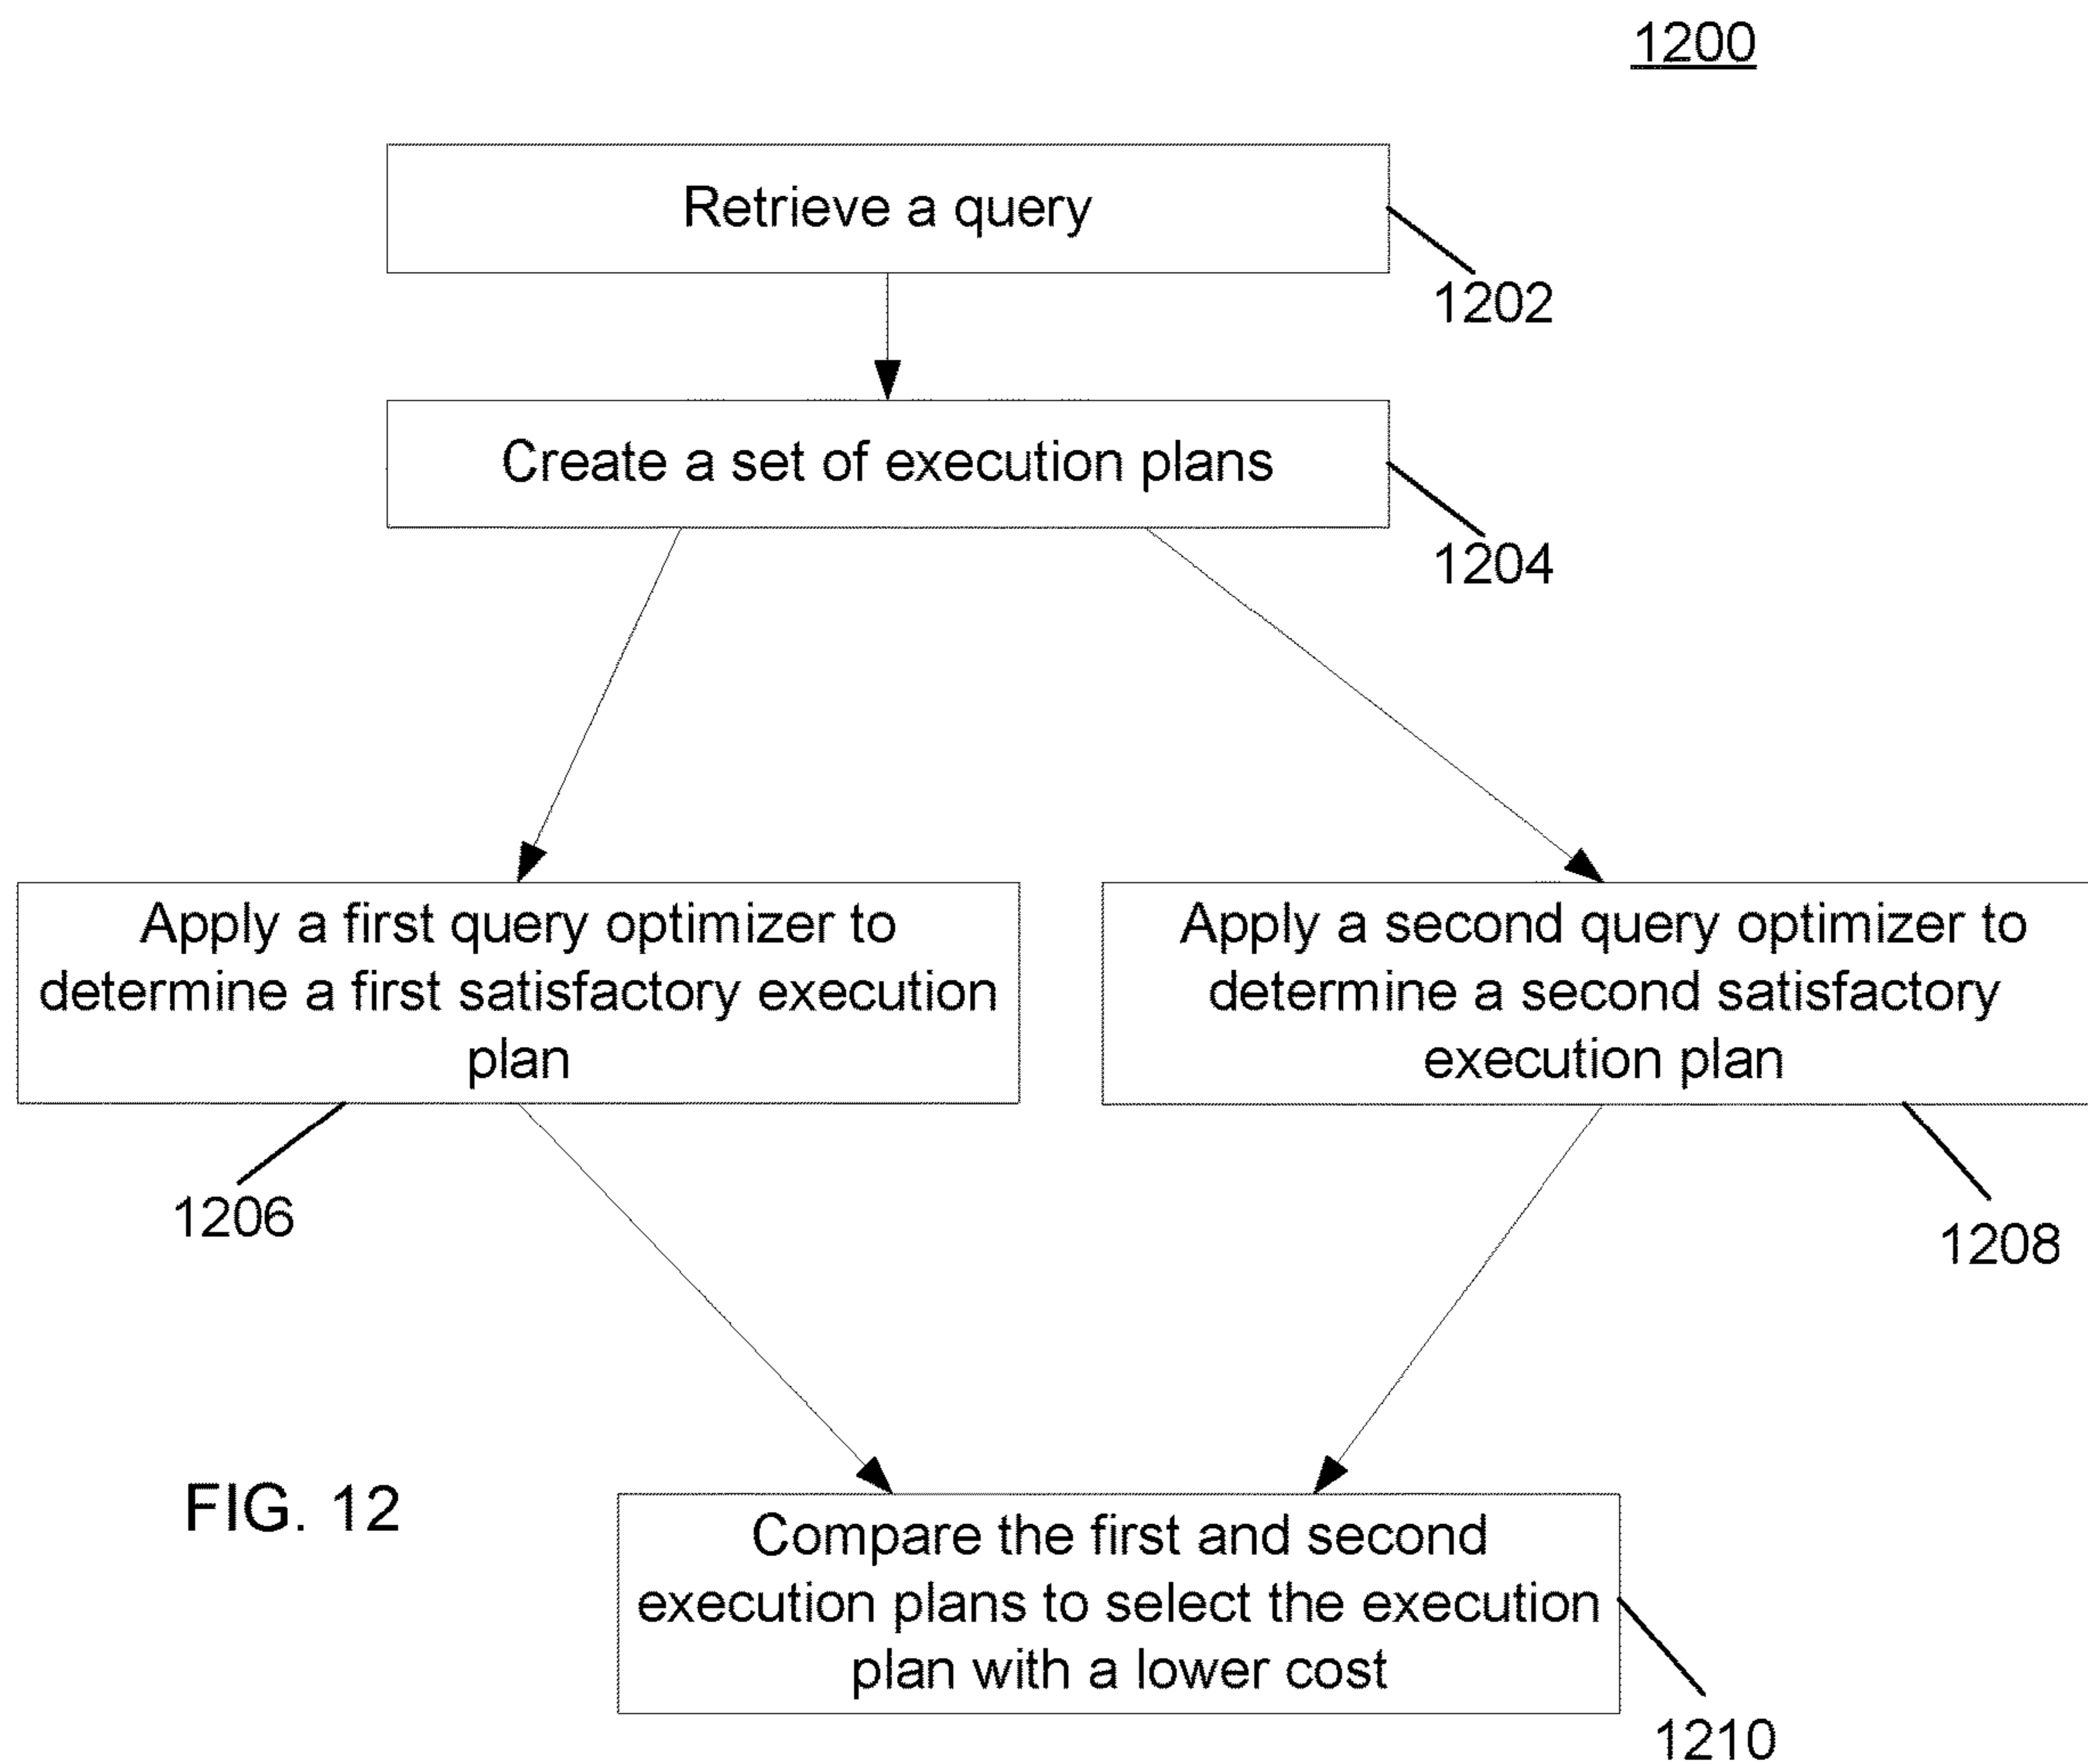 1200
Retrieve a query
1202
Create a set of execution plans
1204
Apply a first query optimizer to
determine a first satisfactory execution
plan
1206
Apply a second query optimizer to
determine a second satisfactory
execution plan
1208
FIG. 12
Compare the first and second
execution plans to select the execution
plan with a lower cost
1210